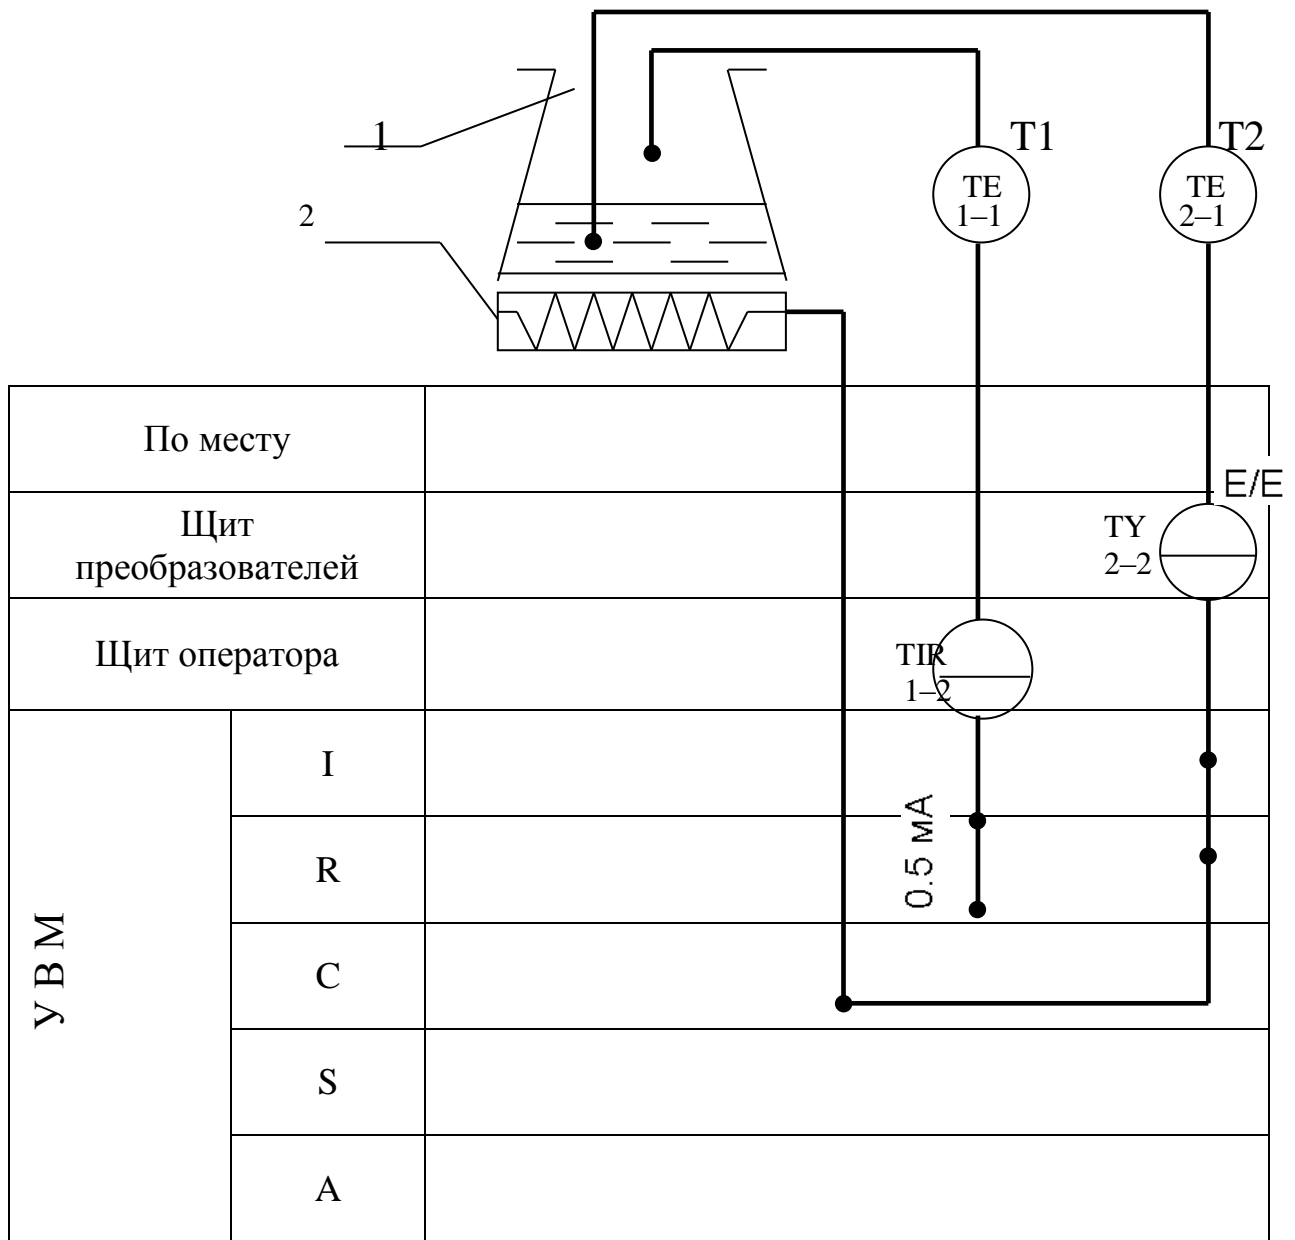 1
T1
T2
TE
1–1
TE
2–1
2
По месту
E/E
Щит
преобразователей
TY
2–2
Щит оператора
TIR
1–2
У В М
I
0.5 мА
R
C
S
A